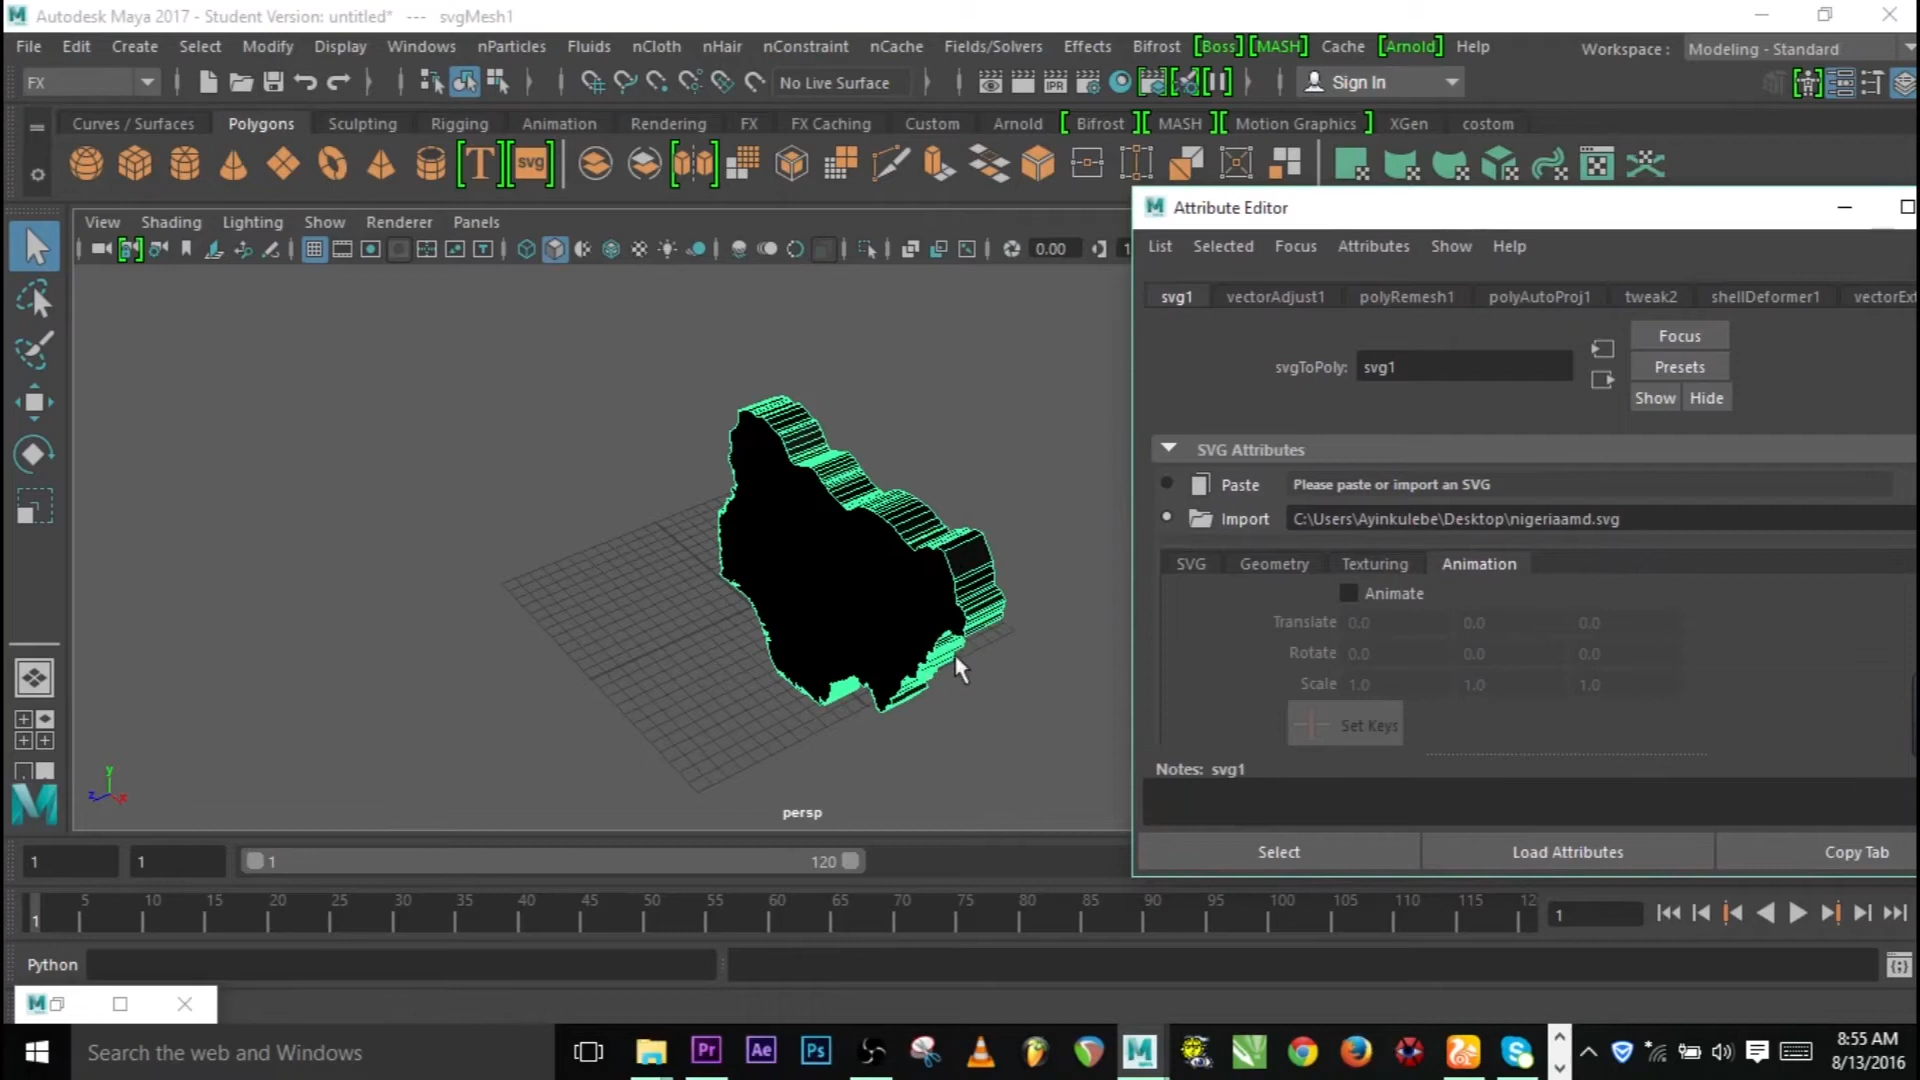 Autodesk Maya 2017 - Student Version: untitled* --- svgMesh1
File Edit Create Select Modify Display Windows nParticles Fluids nCloth nHair nConstraint nCache Fields/Solvers Effects Bifrost [Boss] [MASH] Cache [Arnold] Help Workspace : Modeling - Standard
FX No Live Surface IPR Sign In
Curves / Surfaces Polygons Sculpting Rigging Animation Rendering FX FX Caching Custom Arnold [ Bifrost ][ MASH ][ Motion Graphics ] XGen costom
T svg
View Shading Lighting Show Renderer Panels
0.00
persp
y
z x
Attribute Editor
List Selected Focus Attributes Show Help
svg1 vectorAdjust1 polyRemesh1 polyAutoProj1 tweak2 shellDeformer1 vectorExt
svgToPoly: svg1
Focus
Presets
Show Hide
SVG Attributes
Paste Please paste or import an SVG
Import C:\Users\Ayinkulebe\Desktop\nigeriaamd.svg
SVG Geometry Texturing Animation
Animate
Translate 0.0 0.0 0.0
Rotate 0.0 0.0 0.0
Scale 1.0 1.0 1.0
Set Keys
Notes: svg1
Select Load Attributes Copy Tab
1 1 1 120
1 5 10 15 20 25 30 35 40 45 50 55 60 65 70 75 80 85 90 95 100 105 110 115 12 1
Python
M
Search the web and Windows Pr Ae Ps 8:55 AM
8/13/2016